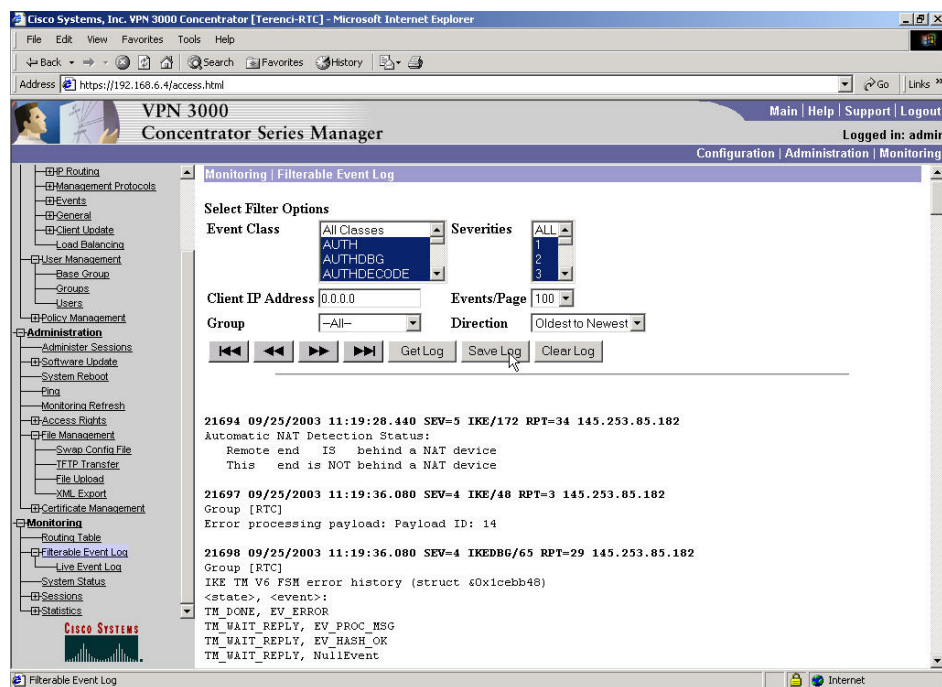 Cisco Systems, Inc. VPN 3000 Concentrator [Terenci-RTC] - Microsoft Internet Explorer
File Edit View Favorites Tools Help
Back Search Favorites History
Address https://192.168.6.4/access.html Go Links »
VPN 3000
Concentrator Series Manager
Main | Help | Support | Logout
Logged in: admin
Configuration | Administration | Monitoring
IP Routing
Management Protocols
Events
General
Client Update
Load Balancing
User Management
Base Group
Groups
Users
Policy Management
Administration
Administer Sessions
Software Update
System Reboot
Ping
Monitoring Refresh
Access Rights
File Management
Swap Config File
TFTP Transfer
File Upload
XML Export
Certificate Management
Monitoring
Routing Table
Filterable Event Log
Live Event Log
System Status
Sessions
Statistics
CISCO SYSTEMS
Monitoring | Filterable Event Log
Select Filter Options
Event Class All Classes Severities ALL
AUTH 1
AUTHDBG 2
AUTHDECODE 3
Client IP Address 0.0.0.0 Events/Page 100
Group --All-- Direction Oldest to Newest
Get Log Save Log Clear Log
21694 09/25/2003 11:19:28.440 SEV=5 IKE/172 RPT=34 145.253.85.182
Automatic NAT Detection Status:
Remote end IS behind a NAT device
This end is NOT behind a NAT device
21697 09/25/2003 11:19:36.080 SEV=4 IKE/48 RPT=3 145.253.85.182
Group [RTC]
Error processing payload: Payload ID: 14
21698 09/25/2003 11:19:36.080 SEV=4 IKEDBG/65 RPT=29 145.253.85.182
Group [RTC]
IKE TM V6 FSM error history (struct &0x1cebb48)
<state>, <event>:
TM_DONE, EV_ERROR
TM_WAIT_REPLY, EV_PROC_MSG
TM_WAIT_REPLY, EV_HASH_OK
TM_WAIT_REPLY, NullEvent
Filterable Event Log Internet